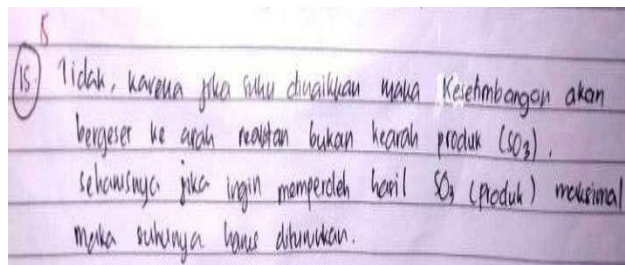 5
15 Tidak, karena jika suhu dinaikkan maka Kesetimbangan akan
bergeser ke arah reaktan bukan kearah produk (SO3).
seharusnya jika ingin memperoleh hasil SO3 (Produk) maksimal
maka suhunya harus diturunkan.